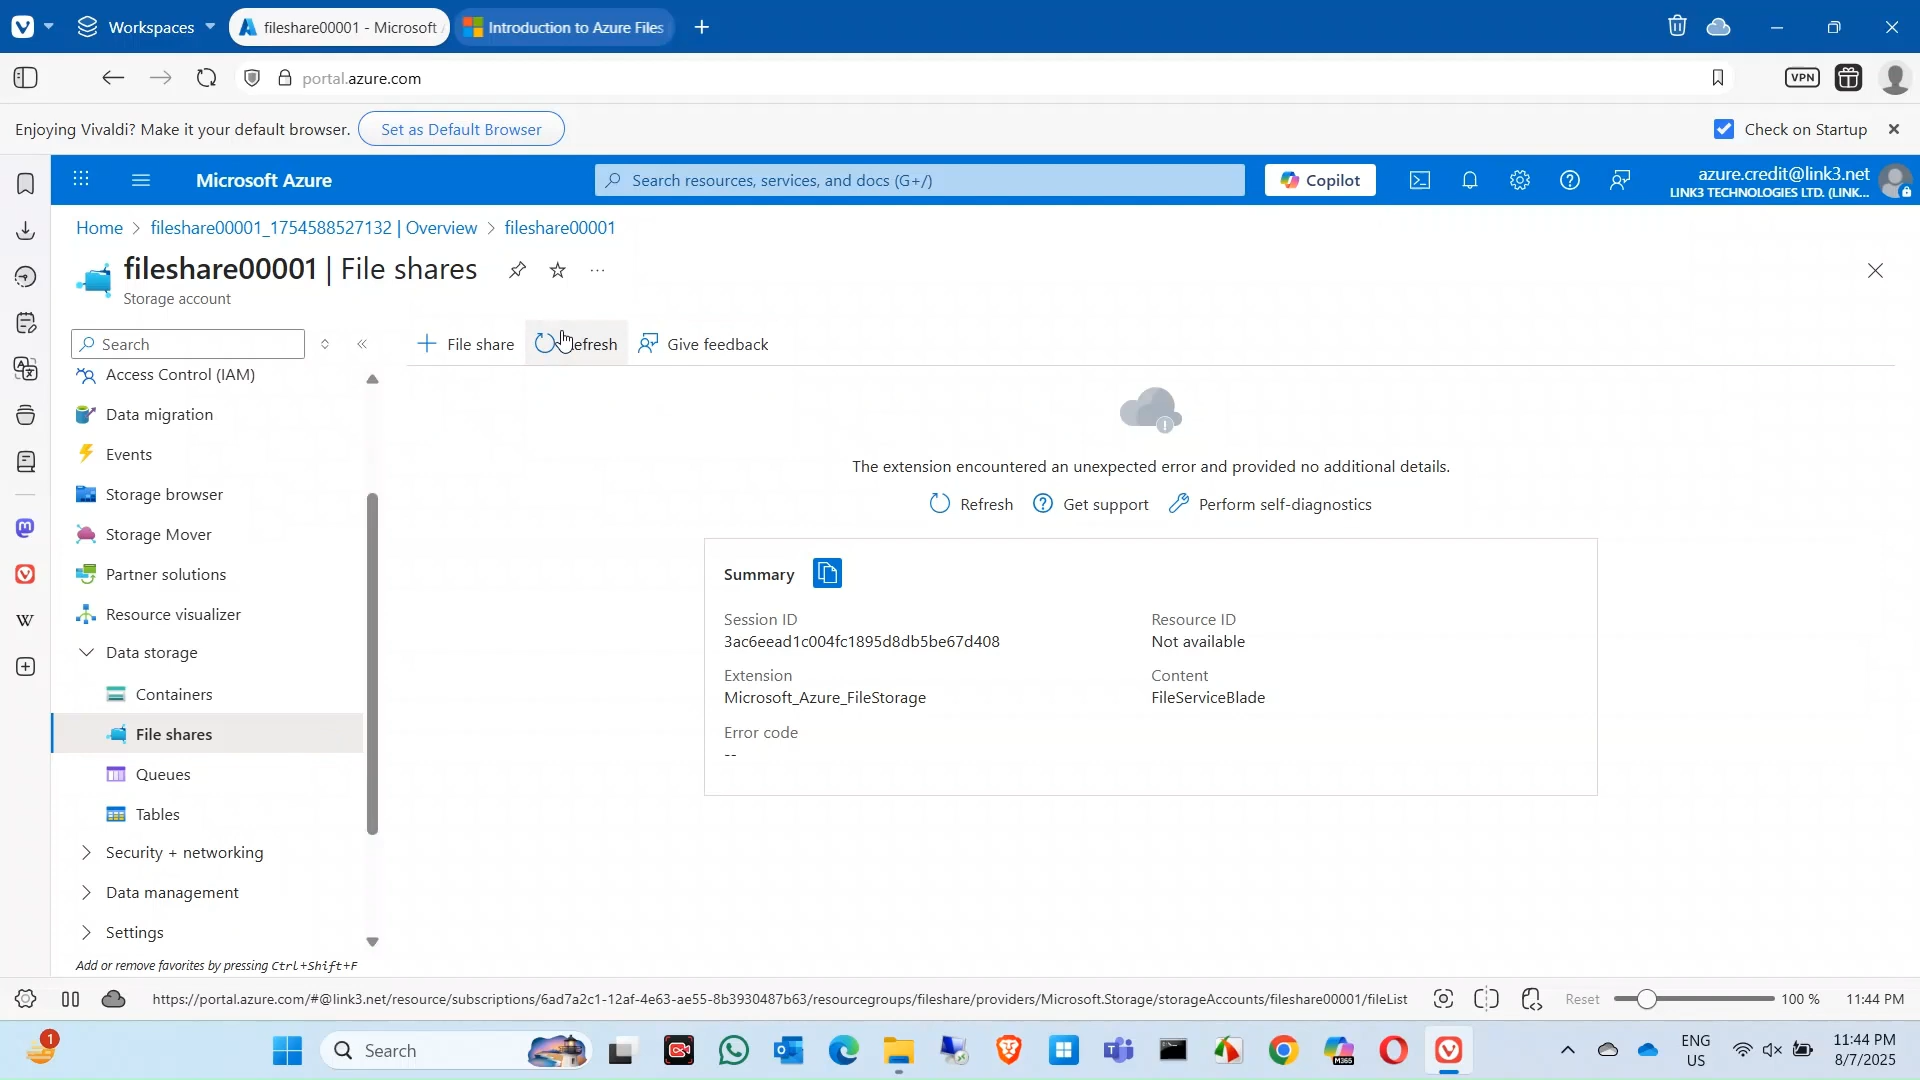 Workspaces
fileshare00001 - Microsoft
Introduction to Azure Files
portal.azure.com
VPN
Enjoying Vivaldi? Make it your default browser.
Set as Default Browser
Check on Startup
Microsoft Azure
Search resources, services, and docs (G+/)
Copilot
azure.credit@link3.net
LINK3 TECHNOLOGIES LTD. (LINK...
Home > fileshare00001_1754588527132 | Overview > fileshare00001
fileshare00001 | File shares
Storage account
Search
File share
Refresh
Give feedback
Access Control (IAM)
Data migration
Events
Storage browser
Storage Mover
Partner solutions
Resource visualizer
Data storage
Containers
File shares
Queues
Tables
Security + networking
Data management
Settings
Add or remove favorites by pressing Ctrl+Shift+F
The extension encountered an unexpected error and provided no additional details.
Refresh
Get support
Perform self-diagnostics
Summary
Session ID
3ac6eead1c004fc1895d8db5be67d408
Resource ID
Not available
Extension
Microsoft_Azure_FileStorage
Content
FileServiceBlade
Error code
--
https://portal.azure.com/#@link3.net/resource/subscriptions/6ad7a2c1-12af-4e63-ae55-8b3930487b63/resourcegroups/fileshare/providers/Microsoft.Storage/storageAccounts/fileshare00001/fileList
Reset
100 %
11:44 PM
1
Search
M365
ENG
US
11:44 PM
8/7/2025